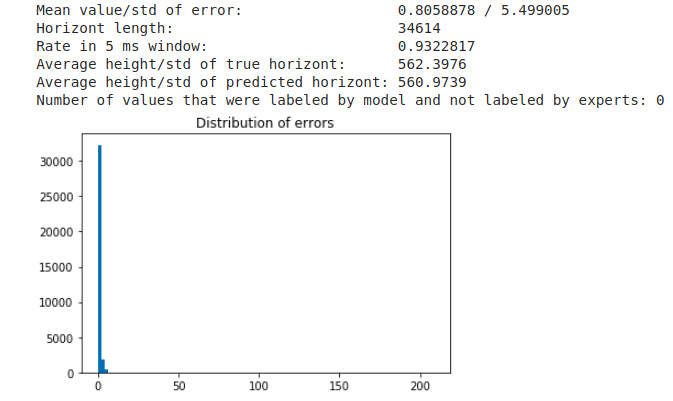 Mean value/std of error: 0.8058878 / 5.499005
Horizont length: 34614
Rate in 5 ms window: 0.9322817
Average height/std of true horizont: 562.3976
Average height/std of predicted horizont: 560.9739
Number of values that were labeled by model and not labeled by experts: 0
Distribution of errors
30000
25000
20000
15000
10000
5000
0
0 50 100 150 200